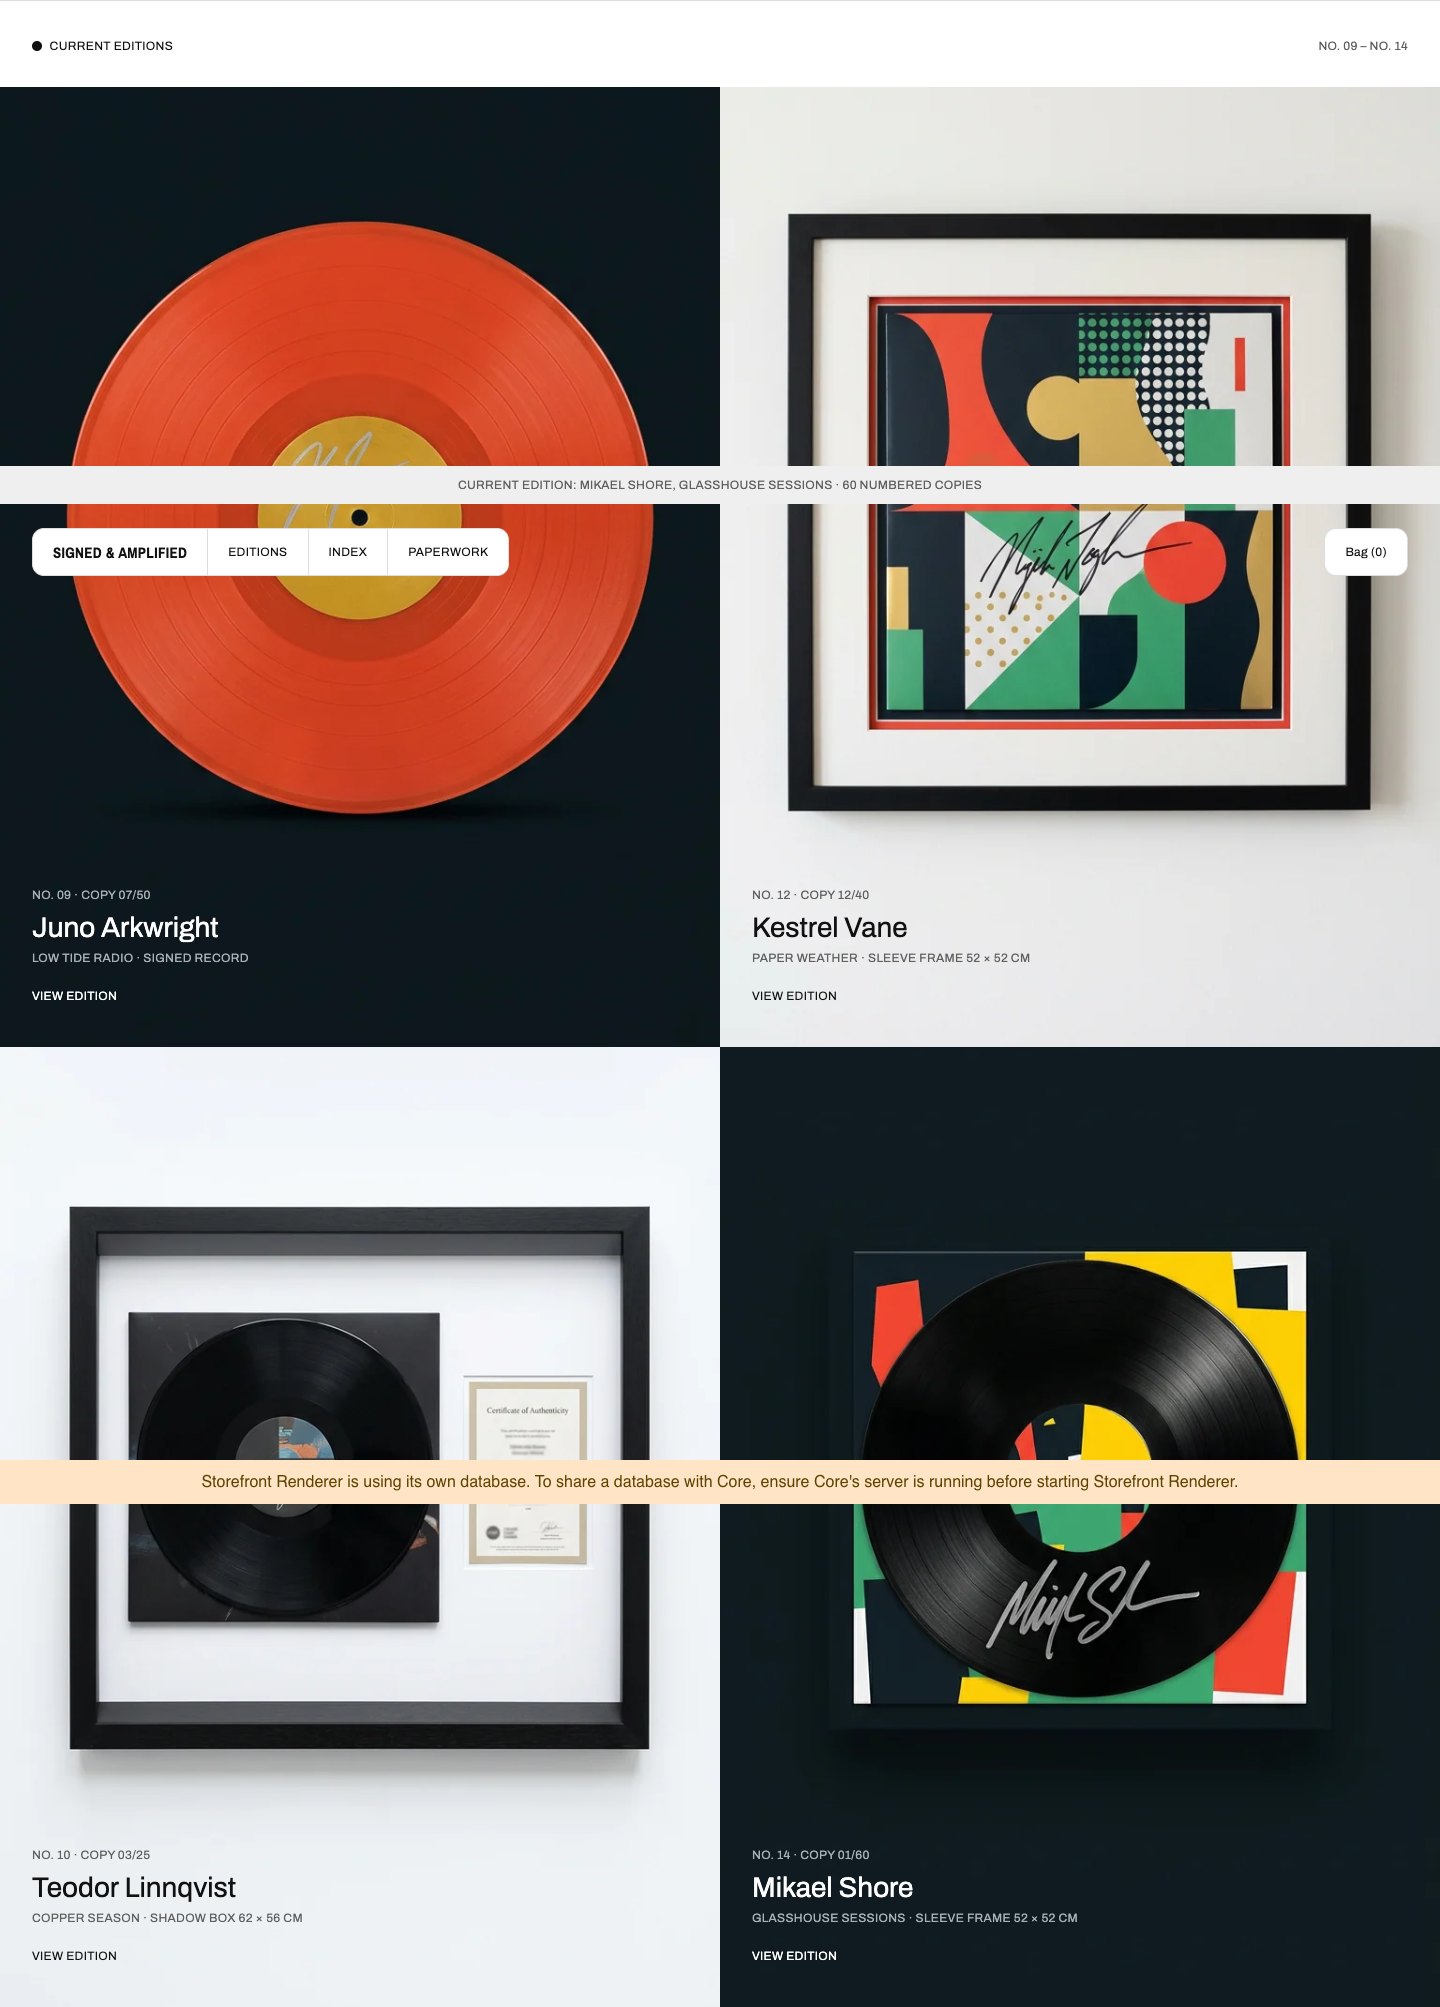 CURRENT EDITIONS
NO. 09 – NO. 14
CURRENT EDITION: MIKAEL SHORE, GLASSHOUSE SESSIONS · 60 NUMBERED COPIES
SIGNED & AMPLIFIED
EDITIONS
INDEX
PAPERWORK
Bag (0)
NO. 09 · COPY 07/50
Juno Arkwright
LOW TIDE RADIO · SIGNED RECORD
VIEW EDITION
NO. 12 · COPY 12/40
Kestrel Vane
PAPER WEATHER · SLEEVE FRAME 52 × 52 CM
VIEW EDITION
Certificate of Authenticity
Storefront Renderer is using its own database. To share a database with Core, ensure Core's server is running before starting Storefront Renderer.
NO. 10 · COPY 03/25
Teodor Linnqvist
COPPER SEASON · SHADOW BOX 62 × 56 CM
VIEW EDITION
NO. 14 · COPY 01/60
Mikael Shore
GLASSHOUSE SESSIONS · SLEEVE FRAME 52 × 52 CM
VIEW EDITION